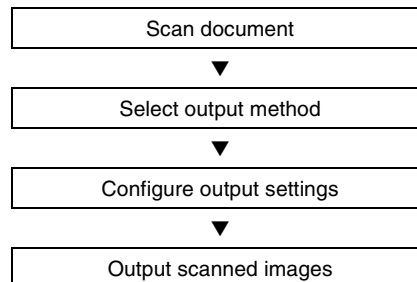 Scan document
Select output method
Configure output settings
Output scanned images